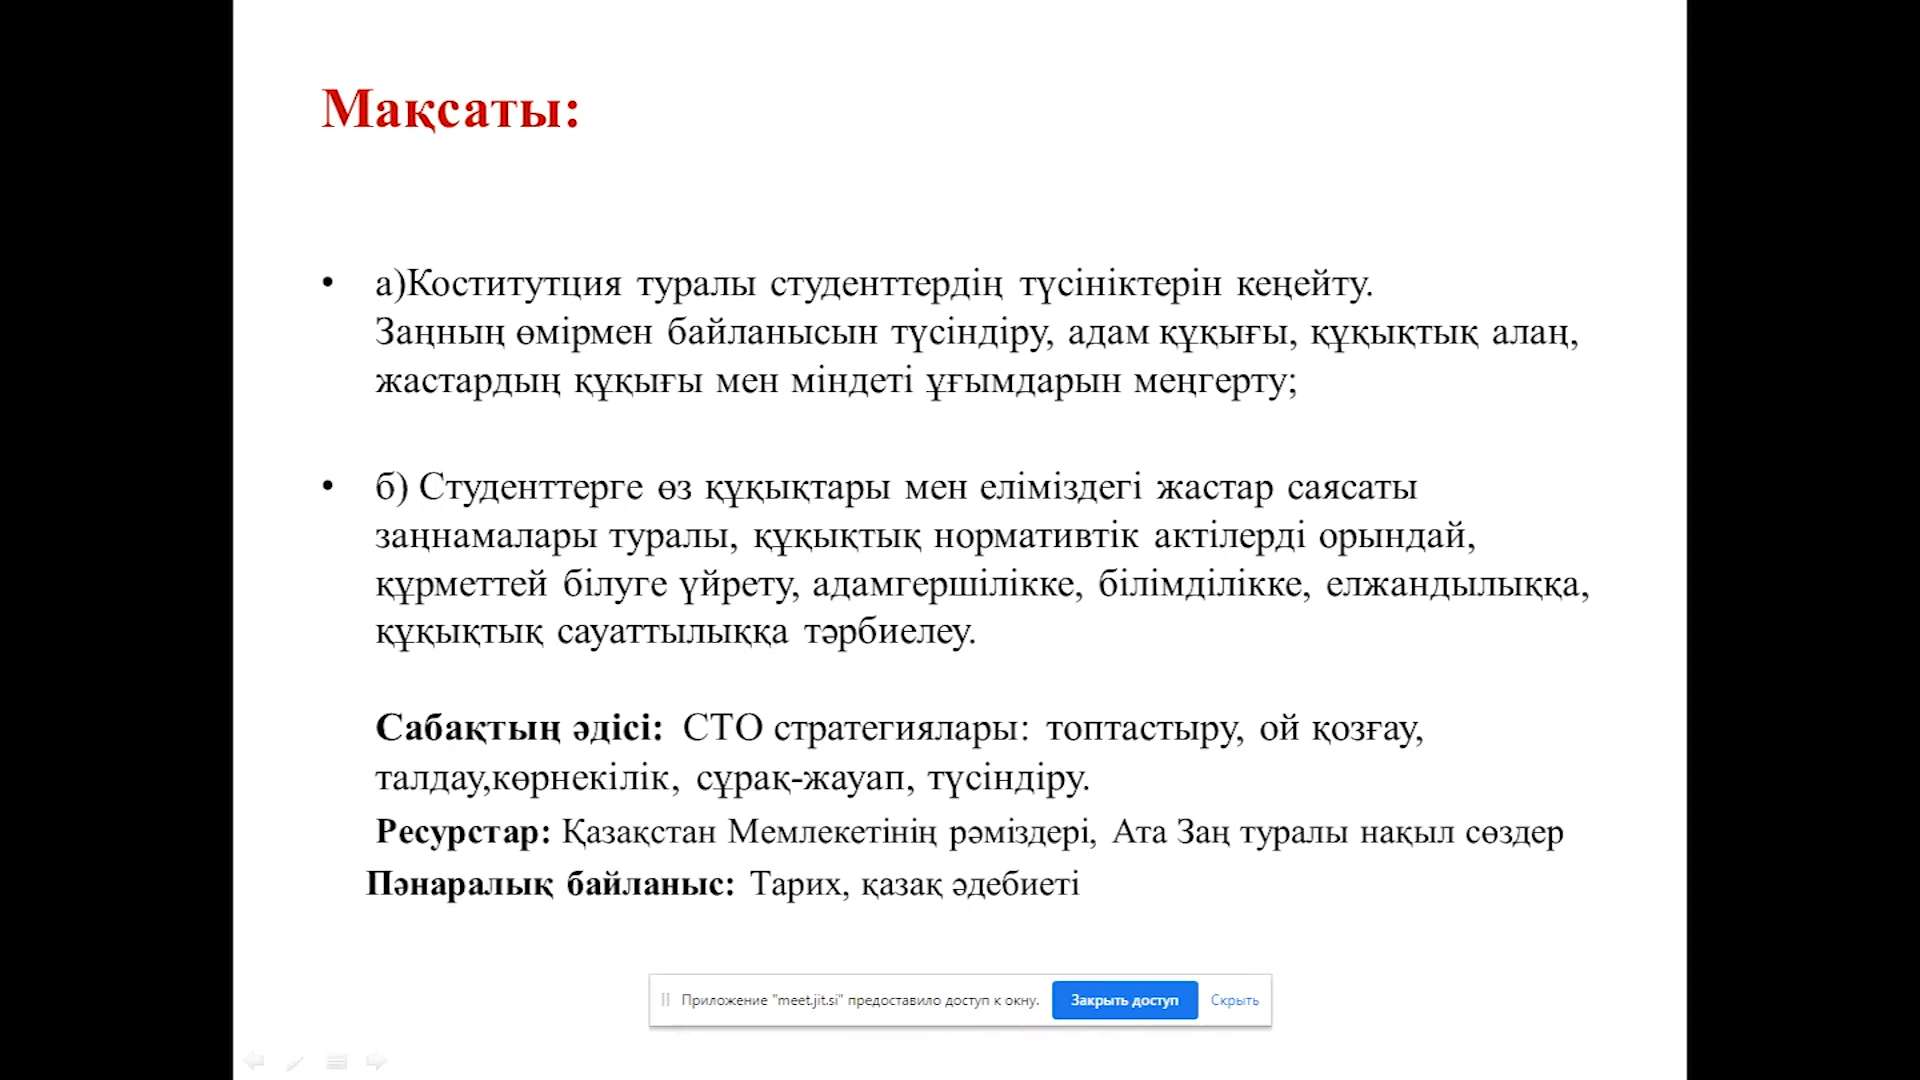 Мақсаты:
• а)Коститутция туралы студенттердің түсініктерін кеңейту.
Заңның өмірмен байланысын түсіндіру, адам құқығы, құқықтық алаң,
жастардың құқығы мен міндеті ұғымдарын меңгерту;
• б) Студенттерге өз құқықтары мен еліміздегі жастар саясаты
заңнамалары туралы, құқықтық нормативтік актілерді орындай,
құрметтей білуге үйрету, адамгершілікке, білімділікке, елжандылыққа,
құқықтық сауаттылыққа тәрбиелеу.
Сабақтың әдісі: СТО стратегиялары: топтастыру, ой қозғау,
талдау,көрнекілік, сұрақ-жауап, түсіндіру.
Ресурстар: Қазақстан Мемлекетінің рәміздері, Ата Заң туралы нақыл сөздер
Пәнаралық байланыс: Тарих, қазақ әдебиеті
Приложение "meet.jit.si" предоставило доступ к окну. Закрыть доступ Скрыть